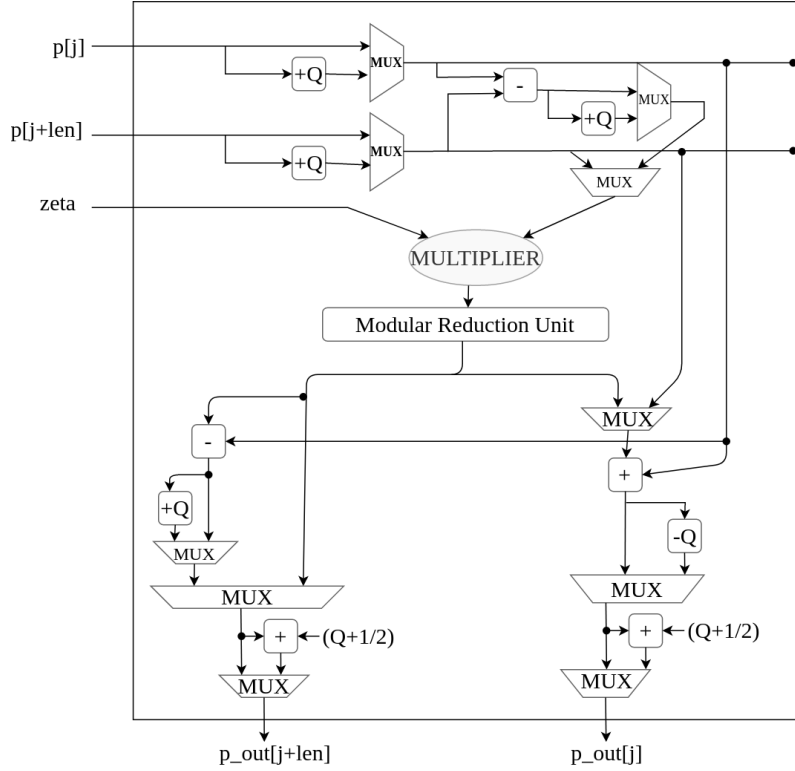 p[j]
+Q
MUX
-
+Q
MUX
p[j+len]
+Q
MUX
MUX
zeta
MULTIPLIER
Modular Reduction Unit
MUX
-
+
+Q
-Q
MUX
MUX
MUX
+
(Q+1/2)
+
(Q+1/2)
MUX
MUX
p_out[j+len]
p_out[j]